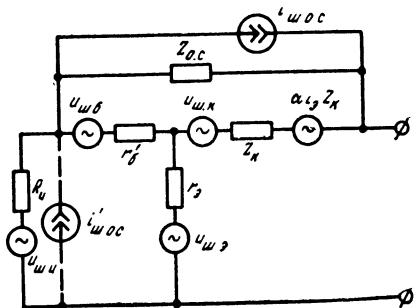 i ш о с
Z о.с
u ш б
u ш.к
α i э Z к
r' б
Z к
R и
i' ш о с
r э
u ш и
u ш э